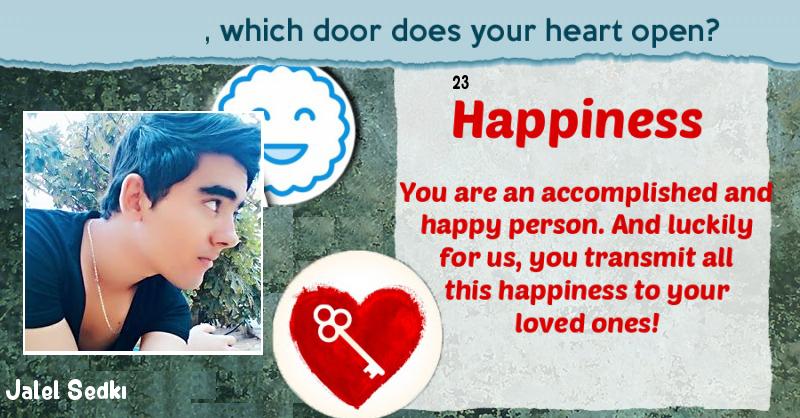 , which door does your heart open?
23
Happiness
You are an accomplished and
happy person. And luckily
for us, you transmit all
this happiness to your
loved ones!
Jalel Sedki